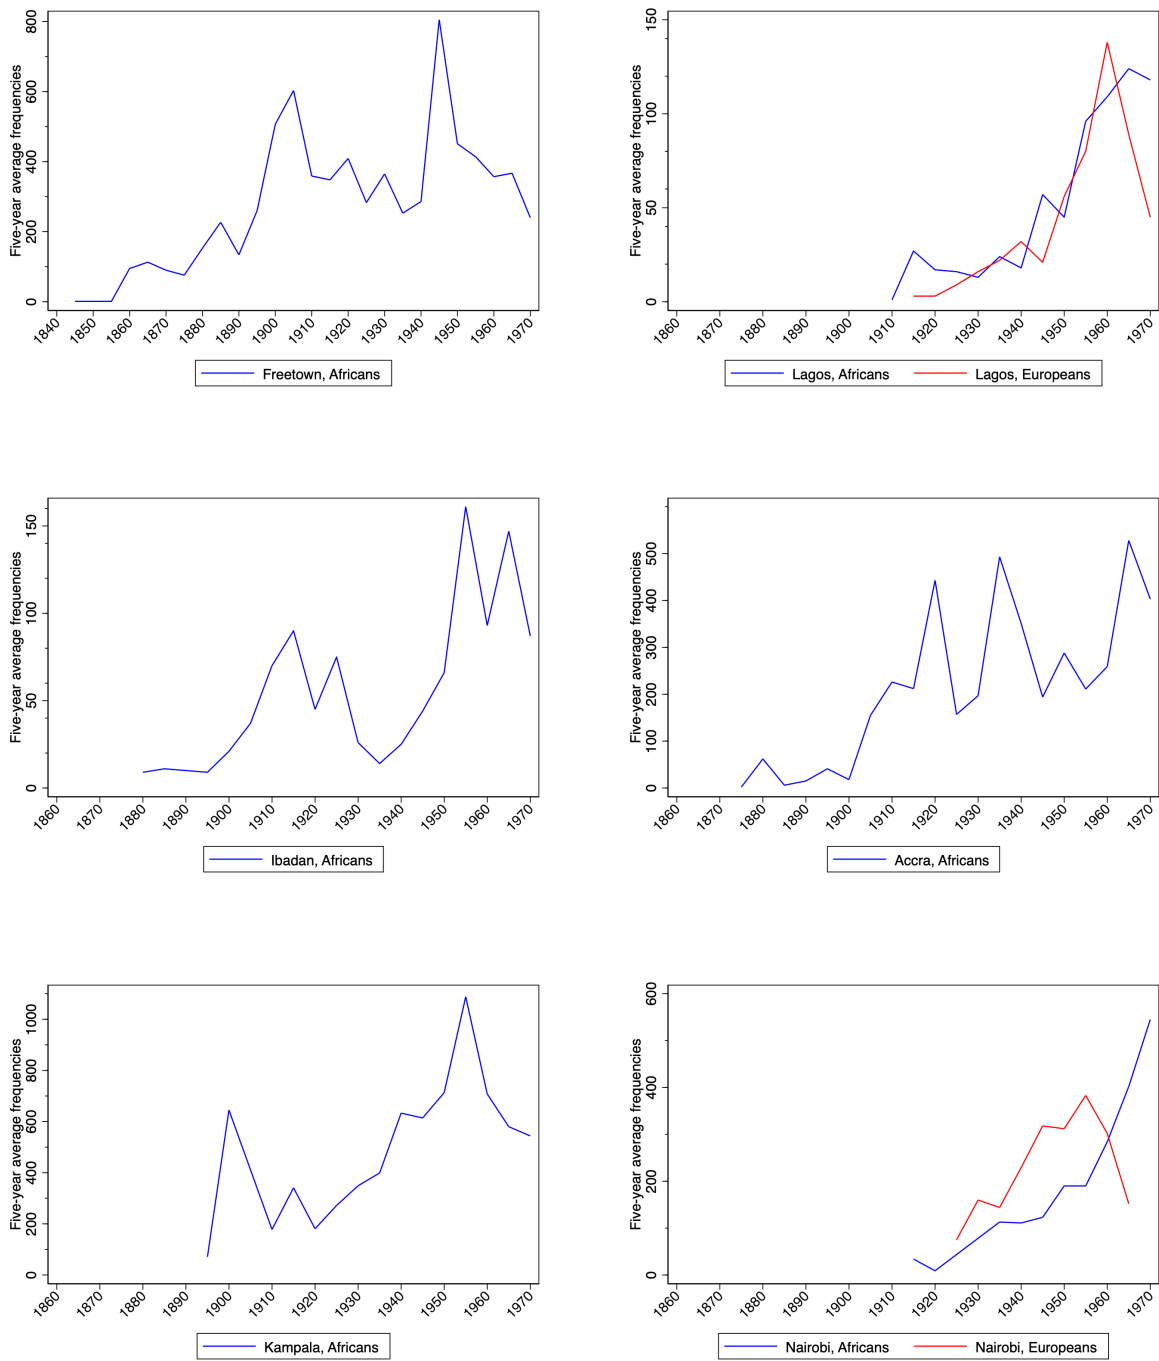 Five-year average frequencies
800
600
400
200
0
1840 1850 1860 1870 1880 1890 1900 1910 1920 1930 1940 1950 1960 1970
Freetown, Africans
Five-year average frequencies
150
100
50
0
1860 1870 1880 1890 1900 1910 1920 1930 1940 1950 1960 1970
Lagos, Africans Lagos, Europeans
Five-year average frequencies
150
100
50
0
1860 1870 1880 1890 1900 1910 1920 1930 1940 1950 1960 1970
Ibadan, Africans
Five-year average frequencies
500
400
300
200
100
0
1860 1870 1880 1890 1900 1910 1920 1930 1940 1950 1960 1970
Accra, Africans
Five-year average frequencies
1000
800
600
400
200
0
1860 1870 1880 1890 1900 1910 1920 1930 1940 1950 1960 1970
Kampala, Africans
Five-year average frequencies
600
400
200
0
1860 1870 1880 1890 1900 1910 1920 1930 1940 1950 1960 1970
Nairobi, Africans Nairobi, Europeans